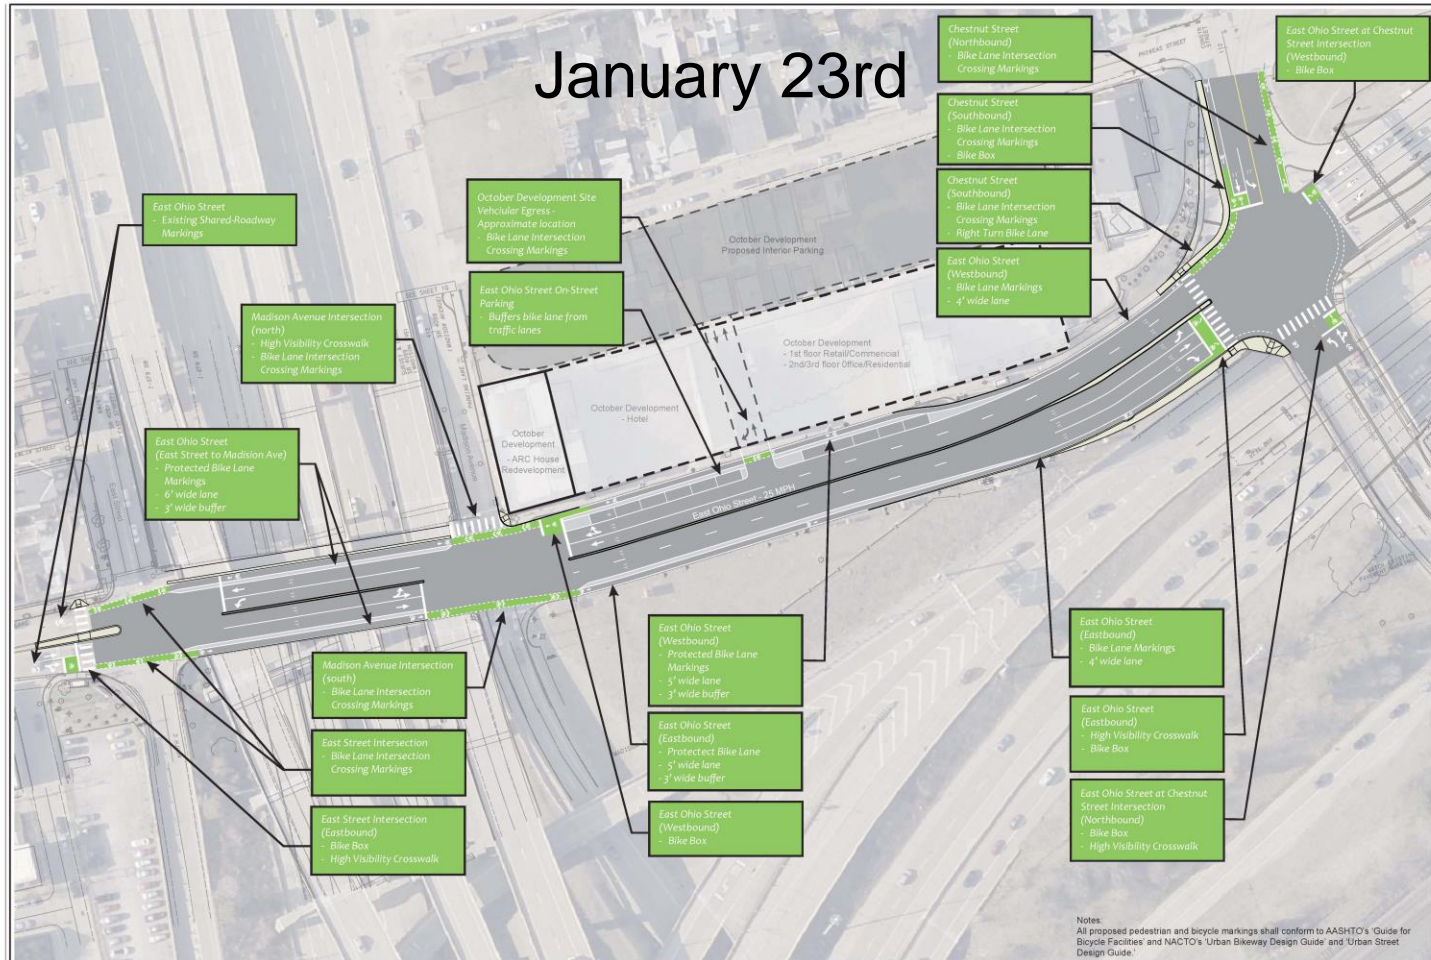 January 23rd
Chestnut Street
(Northbound)
- Bike Lane Intersection
Crossing Markings
East Ohio Street at Chestnut
Street Intersection
(Westbound)
- Bike Box
Chestnut Street
(Southbound)
- Bike Lane Intersection
Crossing Markings
- Bike Box
Chestnut Street
(Southbound)
- Bike Lane Intersection
Crossing Markings
- Right Turn Bike Lane
East Ohio Street
(Westbound)
- Bike Lane Markings
- 4' wide lane
PHINEAS STREET
East Ohio Street
- Existing Shared-Roadway
Markings
October Development Site
Vehciular Egress -
Approximate location
- Bike Lane Intersection
Crossing Markings
East Ohio Street On-Street
Parking
- Buffers bike lane from
traffic lanes
October Development
Proposed Interior Parking
October Development
- 1st floor Retail/Commericial
- 2nd/3rd floor Office/Residential
October Development
- Hotel
October
Development
- ARC House
Redevelopment
Madison Avenue Intersection
(north)
- High Visibility Crosswalk
- Bike Lane Intersection
Crossing Markings
Madison Avenue
East Ohio Street
(East Street to Madision Ave)
- Protected Bike Lane
Markings
- 6' wide lane
- 3' wide buffer
East Street
East Ohio Street - 25 MPH
Madison Avenue Intersection
(south)
- Bike Lane Intersection
Crossing Markings
East Street Intersection
- Bike Lane Intersection
Crossing Markings
East Street Intersection
(Eastbound)
- Bike Box
- High Visibility Crosswalk
East Ohio Street
(Westbound)
- Protected Bike Lane
Markings
- 5' wide lane
- 3' wide buffer
East Ohio Street
(Eastbound)
- Protectect Bike Lane
- 5' wide lane
- 3' wide buffer
East Ohio Street
(Westbound)
- Bike Box
East Ohio Street
(Eastbound)
- Bike Lane Markings
- 4' wide lane
East Ohio Street
(Eastbound)
- High Visibility Crosswalk
- Bike Box
East Ohio Street at Chestnut
Street Intersection
(Northbound)
- Bike Box
- High Visibility Crosswalk
Notes:
All proposed pedestrian and bicycle markings shall conform to AASHTO's 'Guide for
Bicycle Facilities' and NACTO's 'Urban Bikeway Design Guide' and 'Urban Street
Design Guide.'